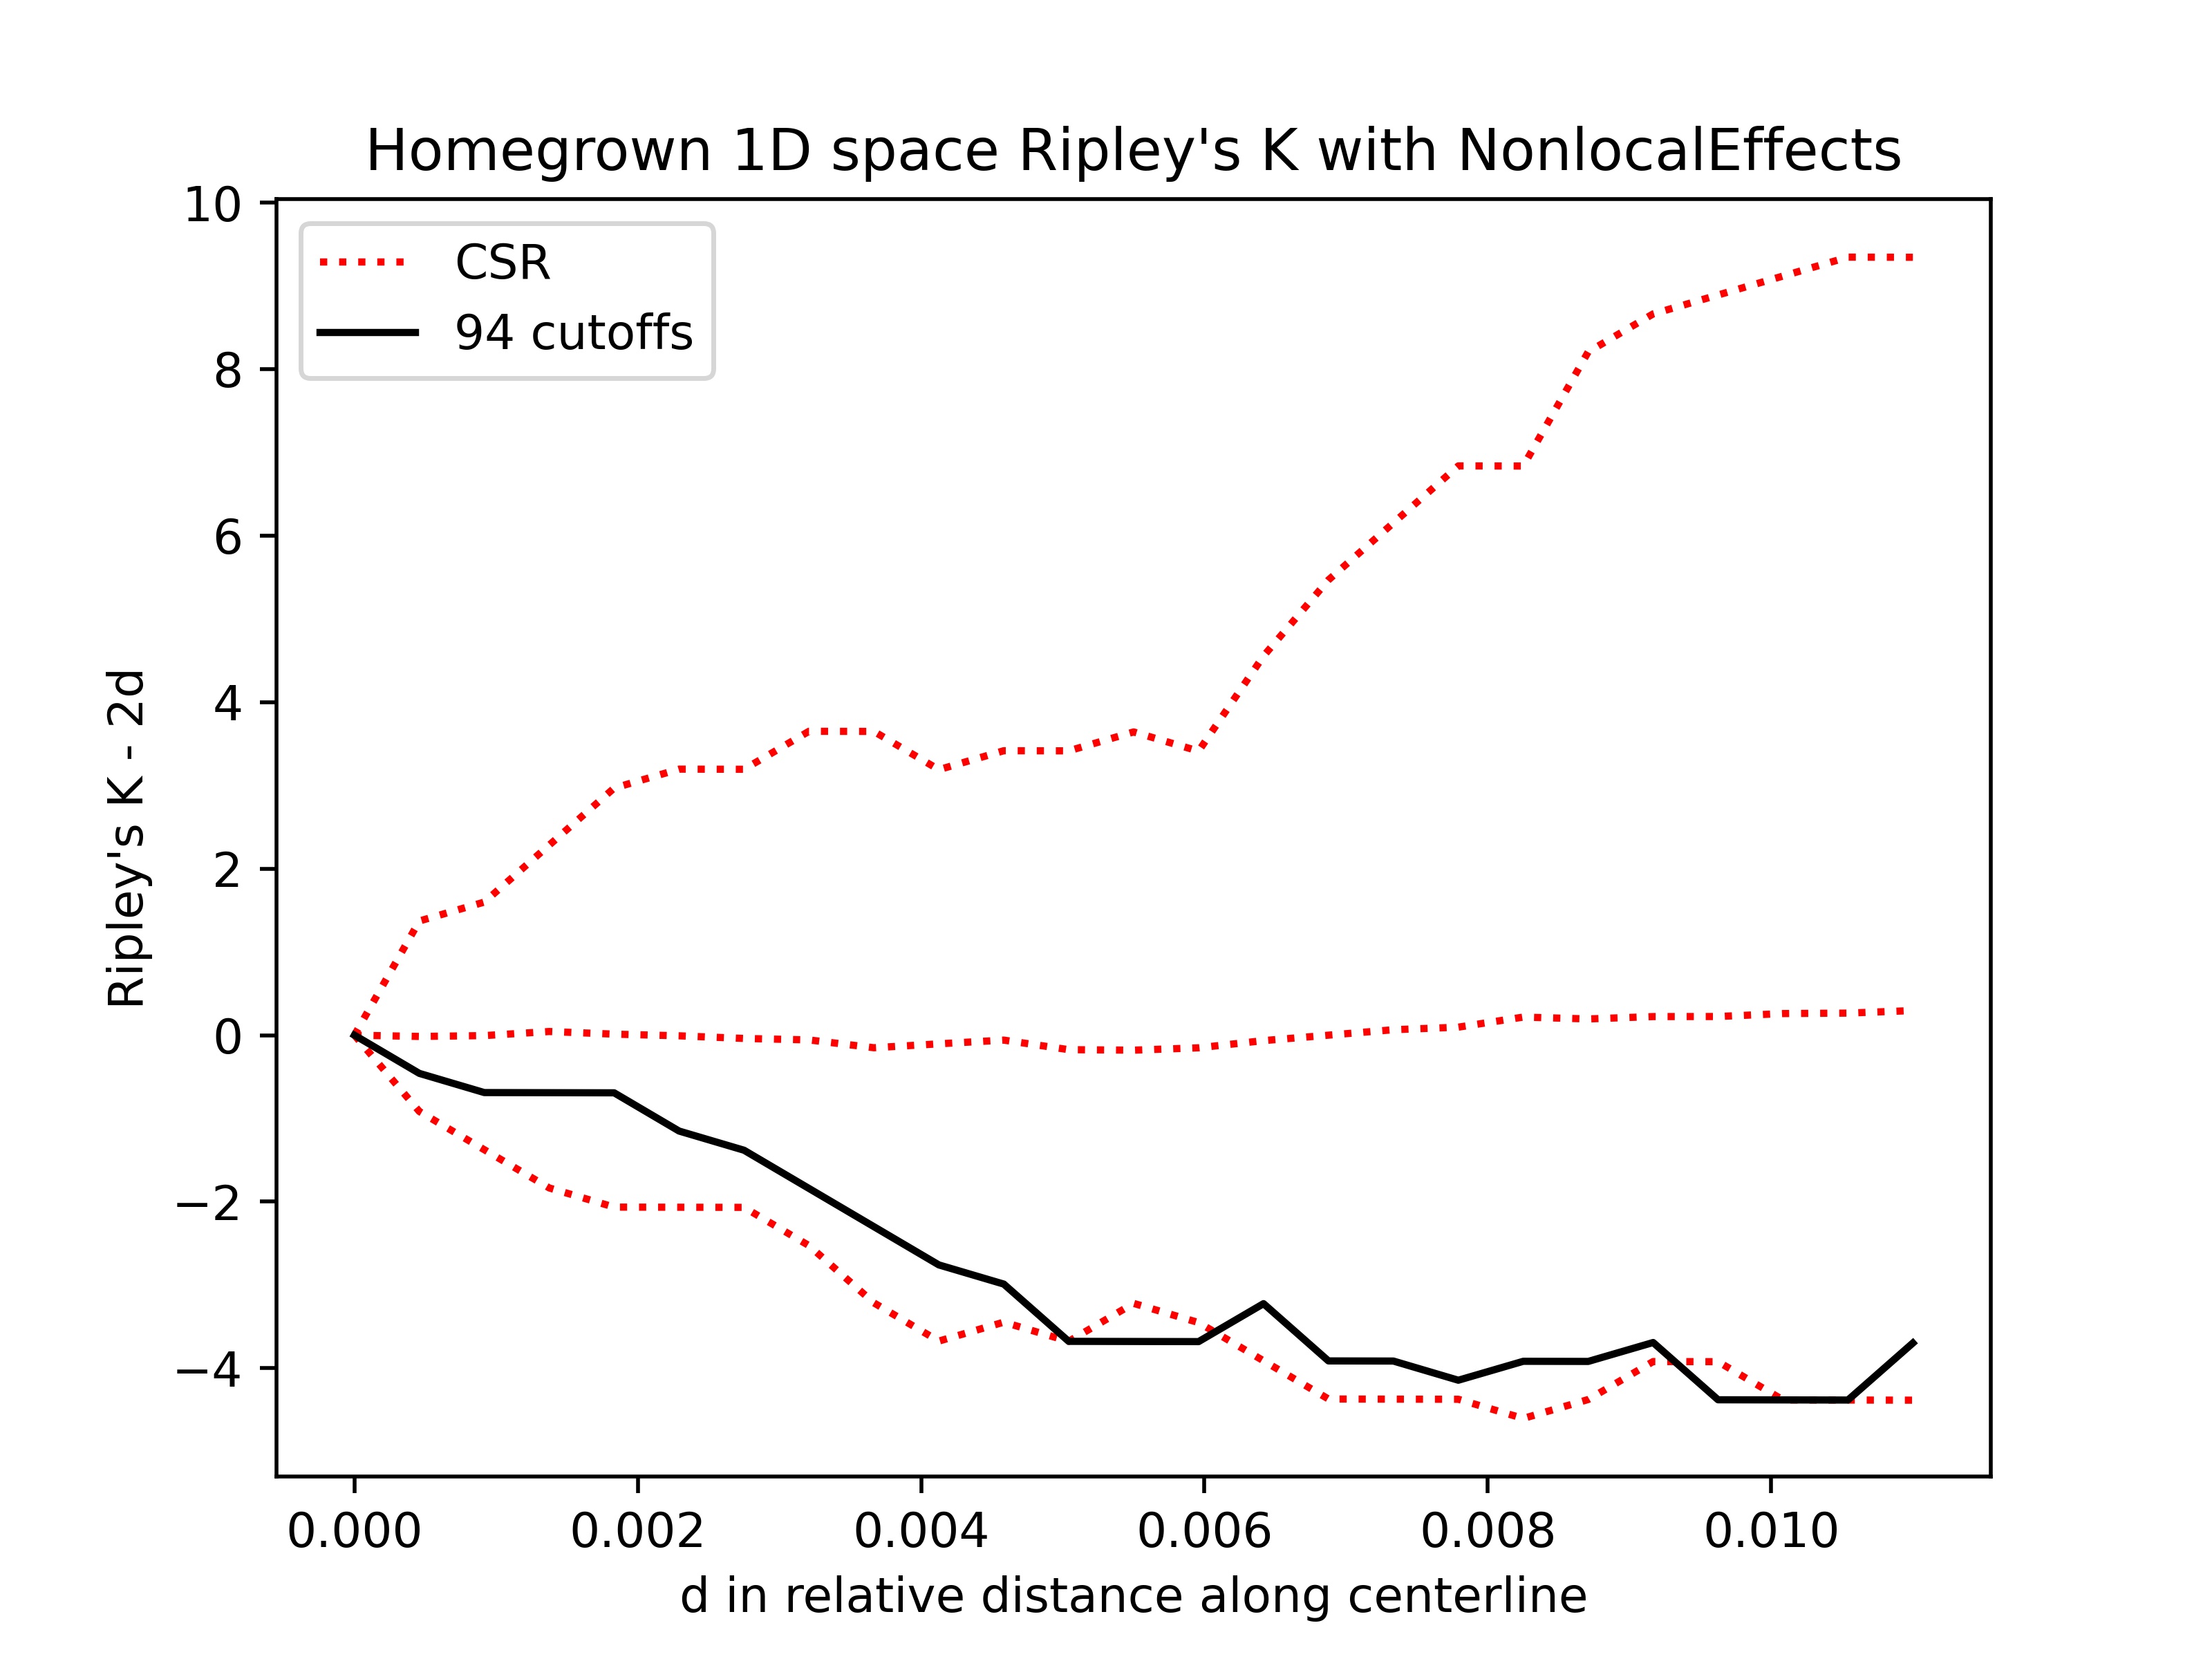 Homegrown 1D space Ripley's K with NonlocalEffects
CSR
94 cutoffs
Ripley's K - 2d
10
8
6
4
2
0
−2
−4
0.000 0.002 0.004 0.006 0.008 0.010
d in relative distance along centerline